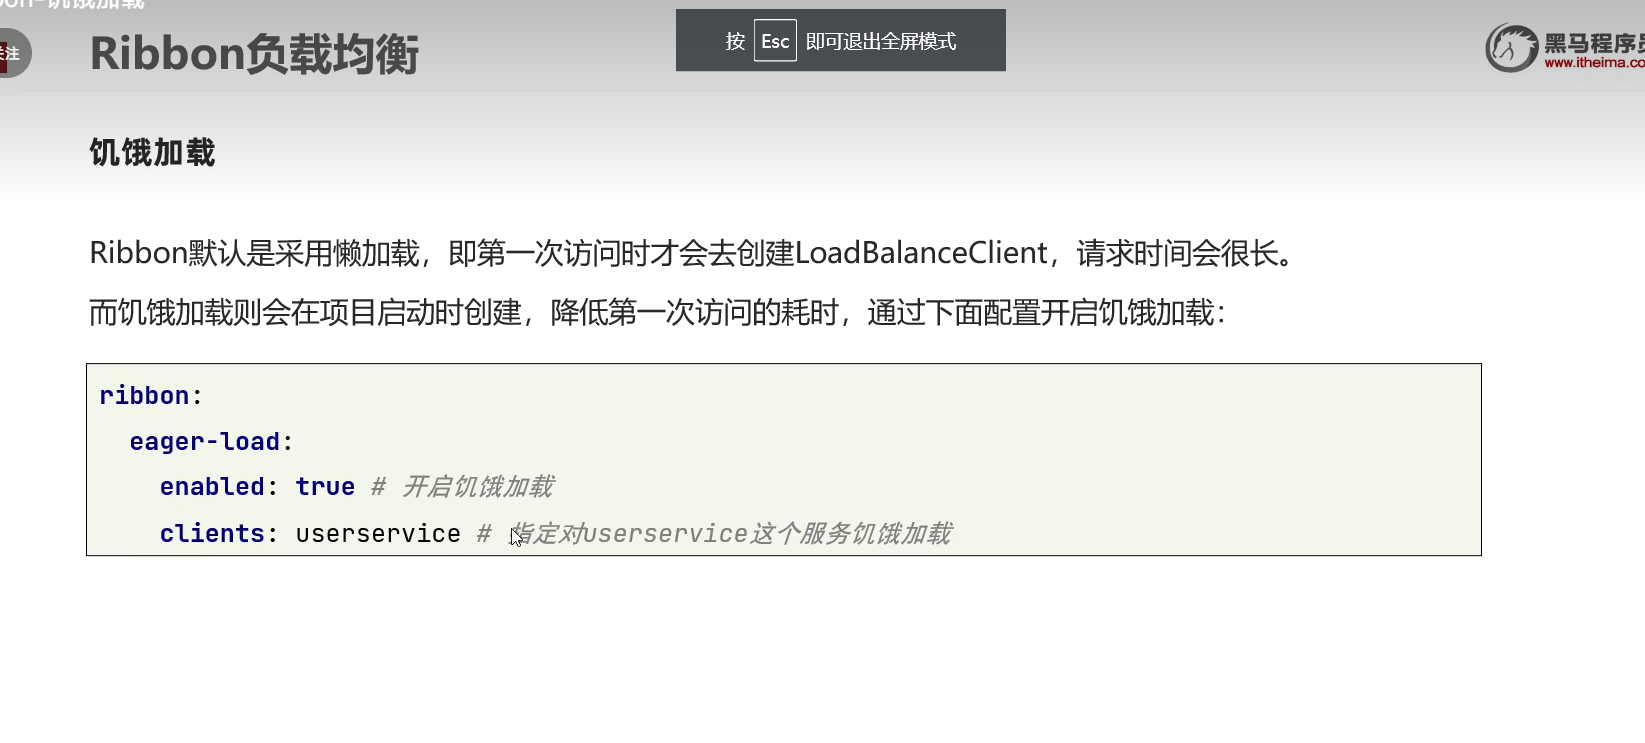 饥饿加载
关注
Ribbon负载均衡
按 Esc 即可退出全屏模式
黑马程序员
www.itheima.co
饥饿加载
Ribbon默认是采用懒加载，即第一次访问时才会去创建LoadBalanceClient，请求时间会很长。
而饥饿加载则会在项目启动时创建，降低第一次访问的耗时，通过下面配置开启饥饿加载：
ribbon:
eager-load:
enabled: true # 开启饥饿加载
clients: userservice # 指定对userservice这个服务饥饿加载